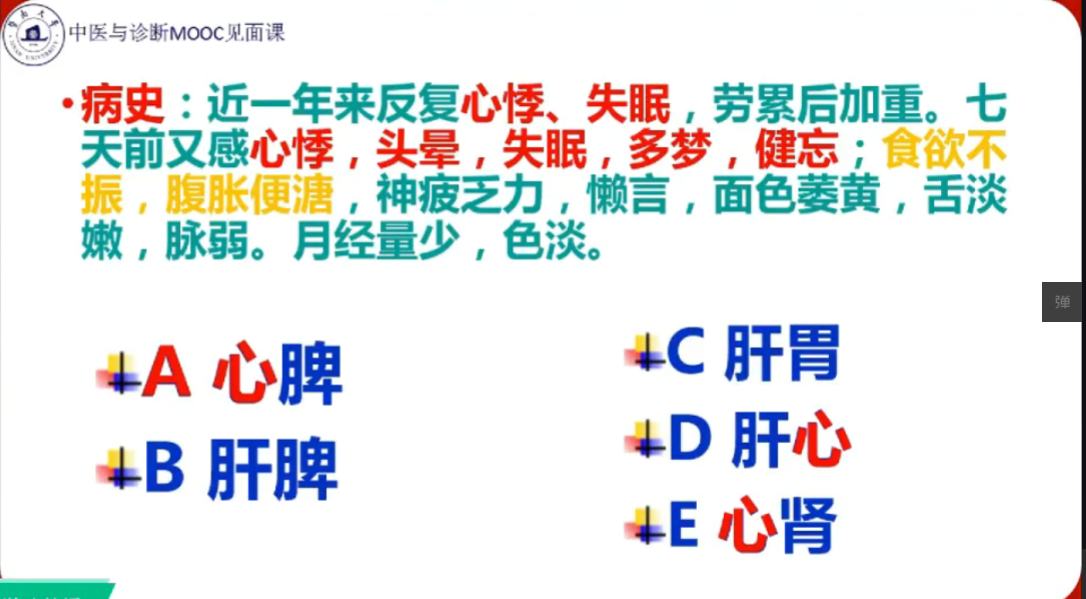 中医与诊断MOOC见面课
•病史：近一年来反复心悸、失眠，劳累后加重。七
天前又感心悸，头晕，失眠，多梦，健忘；食欲不
振，腹胀便溏，神疲乏力，懒言，面色萎黄，舌淡
嫩，脉弱。月经量少，色淡。
A 心脾
B 肝脾
C 肝胃
D 肝心
E 心肾
弹